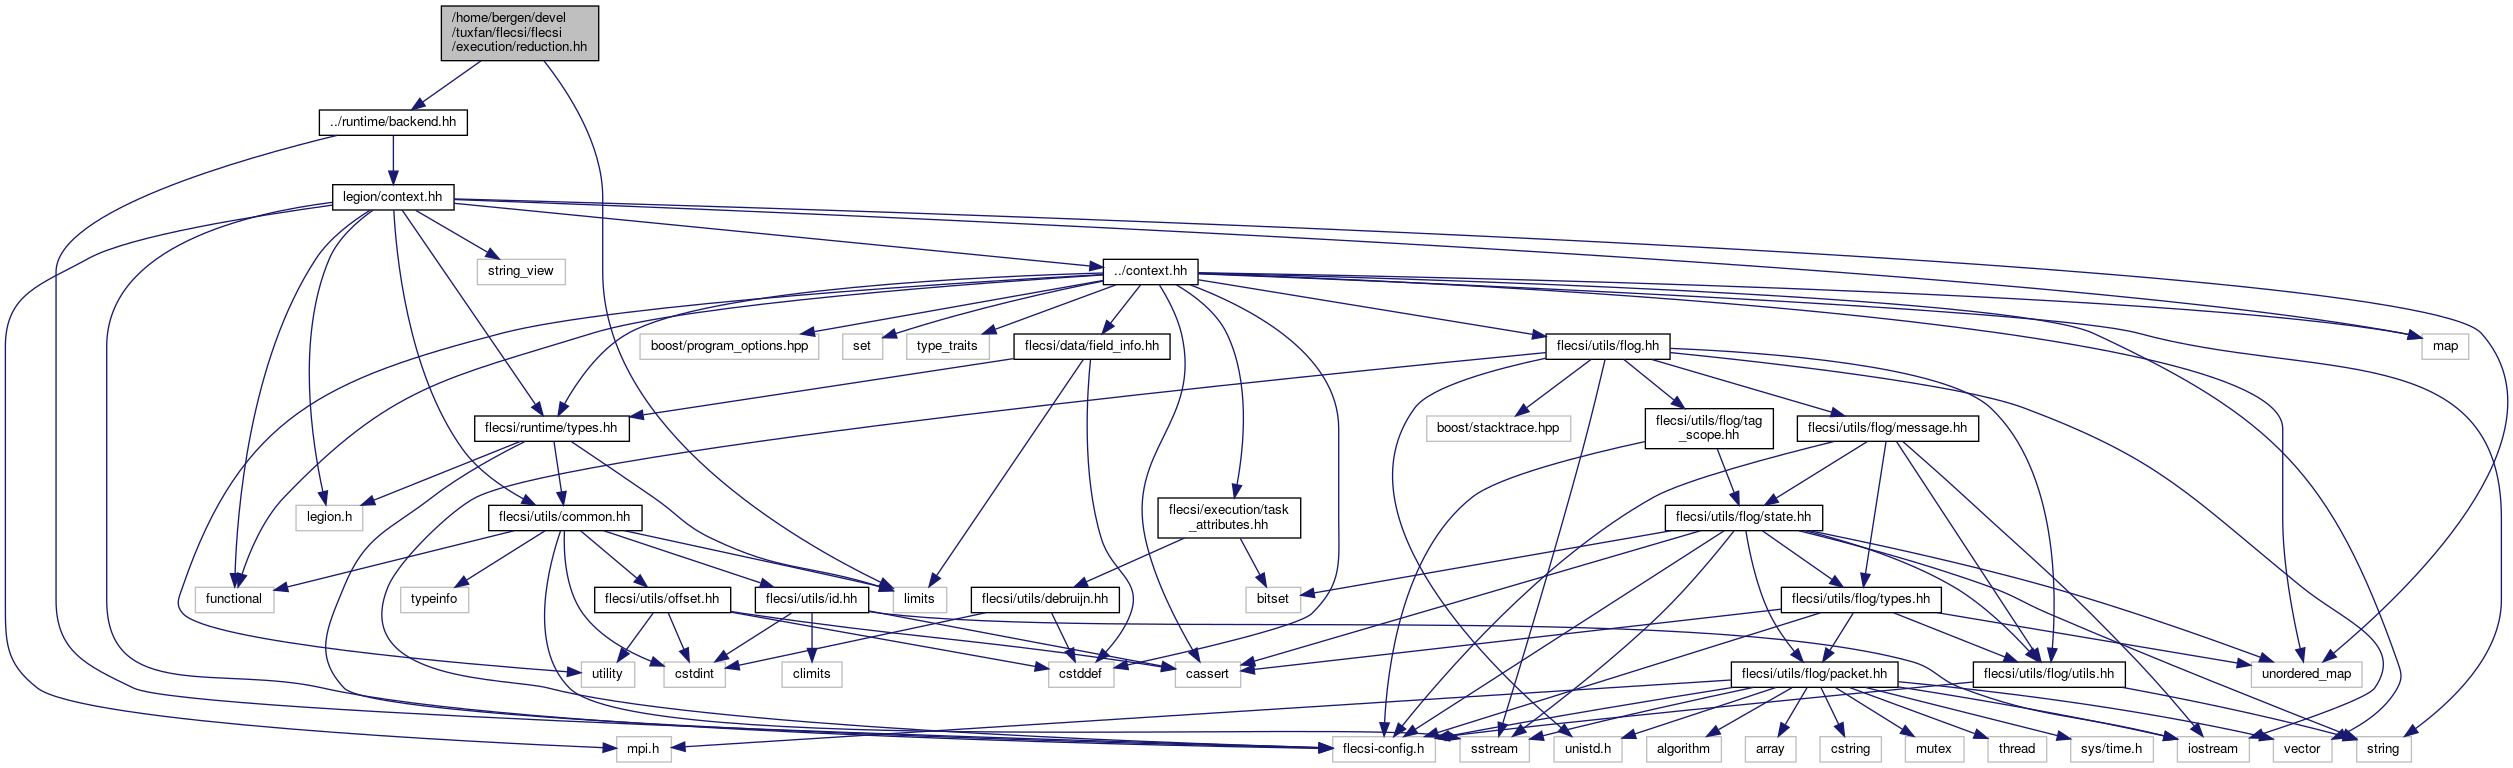 /home/bergen/devel
/tuxfan/flecsi/flecsi
/execution/reduction.hh
../runtime/backend.hh
legion/context.hh
string_view
../context.hh
boost/program_options.hpp
set
type_traits
flecsi/data/field_info.hh
flecsi/utils/flog.hh
map
flecsi/runtime/types.hh
boost/stacktrace.hpp
flecsi/utils/flog/tag
_scope.hh
flecsi/utils/flog/message.hh
legion.h
flecsi/utils/common.hh
flecsi/execution/task
_attributes.hh
flecsi/utils/flog/state.hh
functional
typeinfo
flecsi/utils/offset.hh
flecsi/utils/id.hh
limits
flecsi/utils/debruijn.hh
bitset
flecsi/utils/flog/types.hh
utility
cstdint
climits
cstddef
cassert
flecsi/utils/flog/packet.hh
flecsi/utils/flog/utils.hh
unordered_map
mpi.h
flecsi-config.h
sstream
unistd.h
algorithm
array
cstring
mutex
thread
sys/time.h
iostream
vector
string